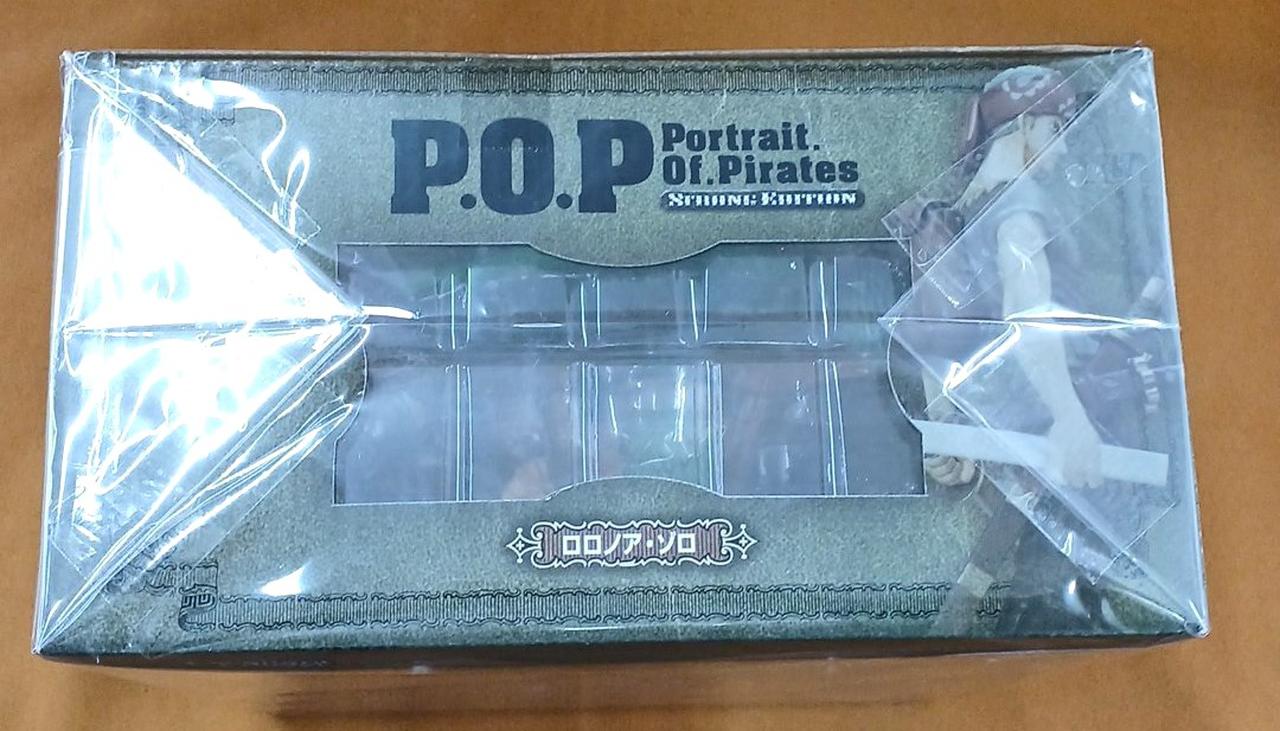 P.O.P
Portrait.
Of.Pirates
STRONG EDITION
ロロノア・ゾロ